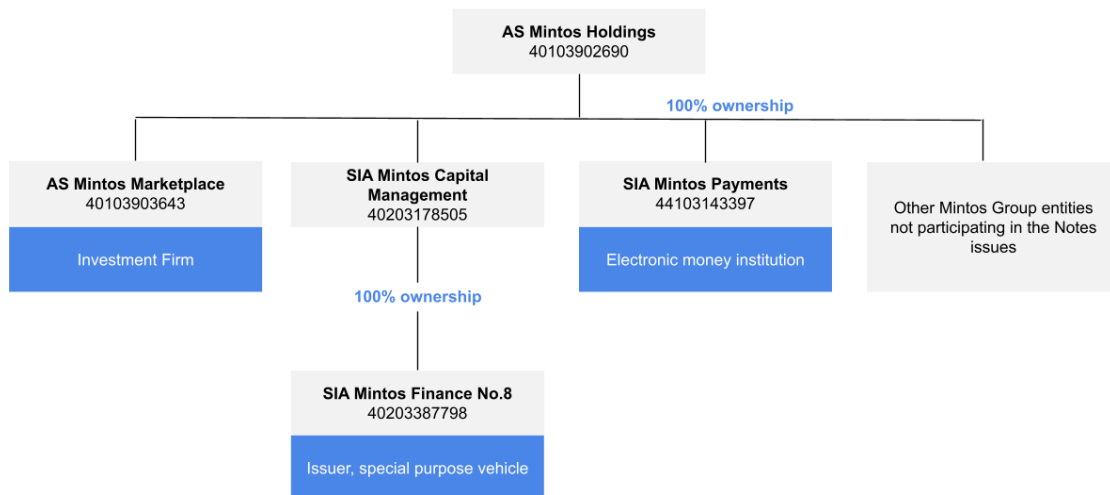 AS Mintos Holdings
40103902690
100% ownership
AS Mintos Marketplace
40103903643
Investment Firm
SIA Mintos Capital
Management
40203178505
SIA Mintos Payments
44103143397
Electronic money institution
Other Mintos Group entities
not participating in the Notes
issues
100% ownership
SIA Mintos Finance No.8
40203387798
Issuer, special purpose vehicle